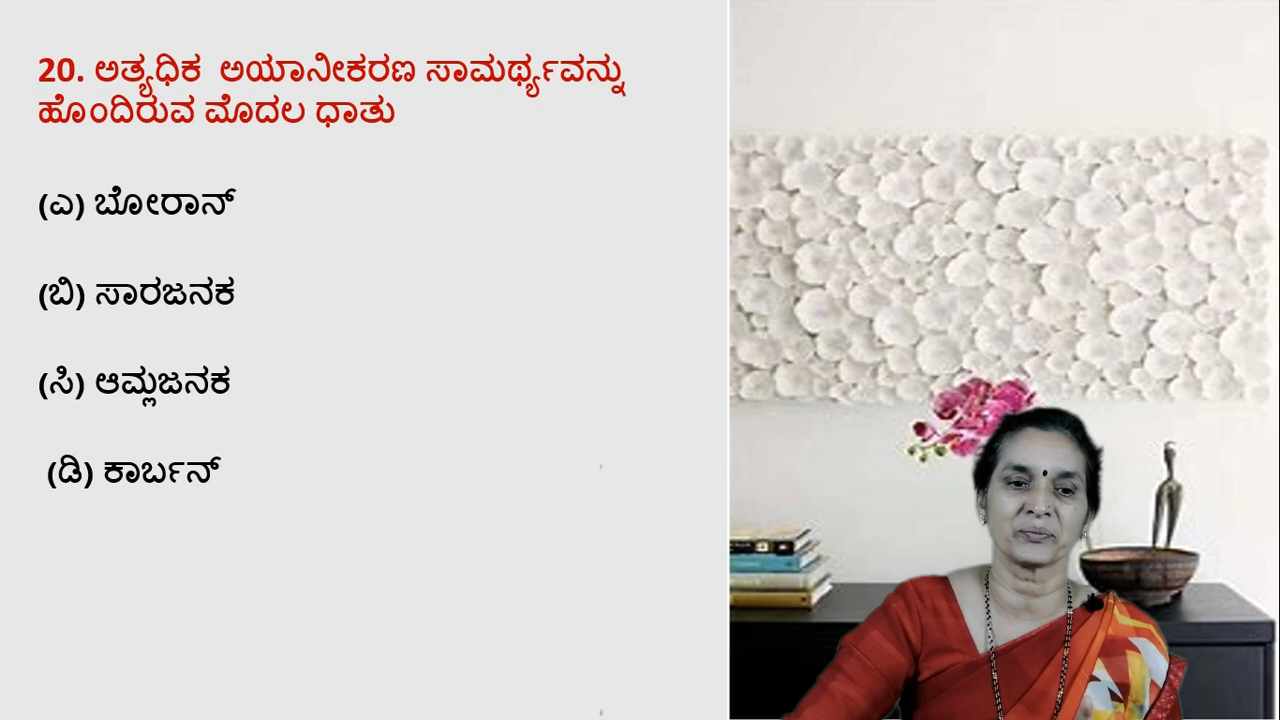 20. ಅತ್ಯಧಿಕ ಅಯಾನೀಕರಣ ಸಾಮರ್ಥ್ಯವನ್ನು
ಹೊಂದಿರುವ ಮೊದಲ ಧಾತು
(ಎ) ಬೋರಾನ್
(ಬಿ) ಸಾರಜನಕ
(ಸಿ) ಆಮ್ಲಜನಕ
(ಡಿ) ಕಾರ್ಬನ್